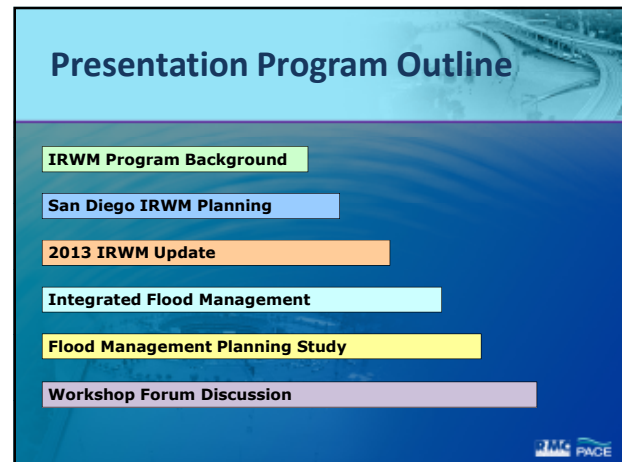 Presentation Program Outline
IRWM Program Background
San Diego IRWM Planning
2013 IRWM Update
Integrated Flood Management
Flood Management Planning Study
Workshop Forum Discussion
RMC PACE